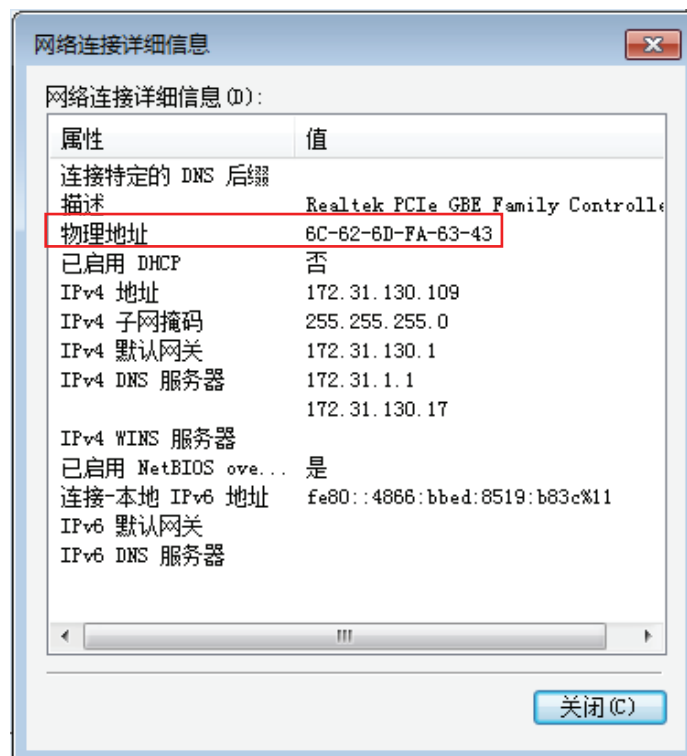 网络连接详细信息
网络连接详细信息(D):
属性 值
连接特定的 DNS 后缀
描述 Realtek PCIe GBE Family Controlle
物理地址 6C-62-6D-FA-63-43
已启用 DHCP 否
IPv4 地址 172.31.130.109
IPv4 子网掩码 255.255.255.0
IPv4 默认网关 172.31.130.1
IPv4 DNS 服务器 172.31.1.1
172.31.130.17
IPv4 WINS 服务器
已启用 NetBIOS ove... 是
连接-本地 IPv6 地址 fe80::4866:bbed:8519:b83c%11
IPv6 默认网关
IPv6 DNS 服务器
关闭(C)